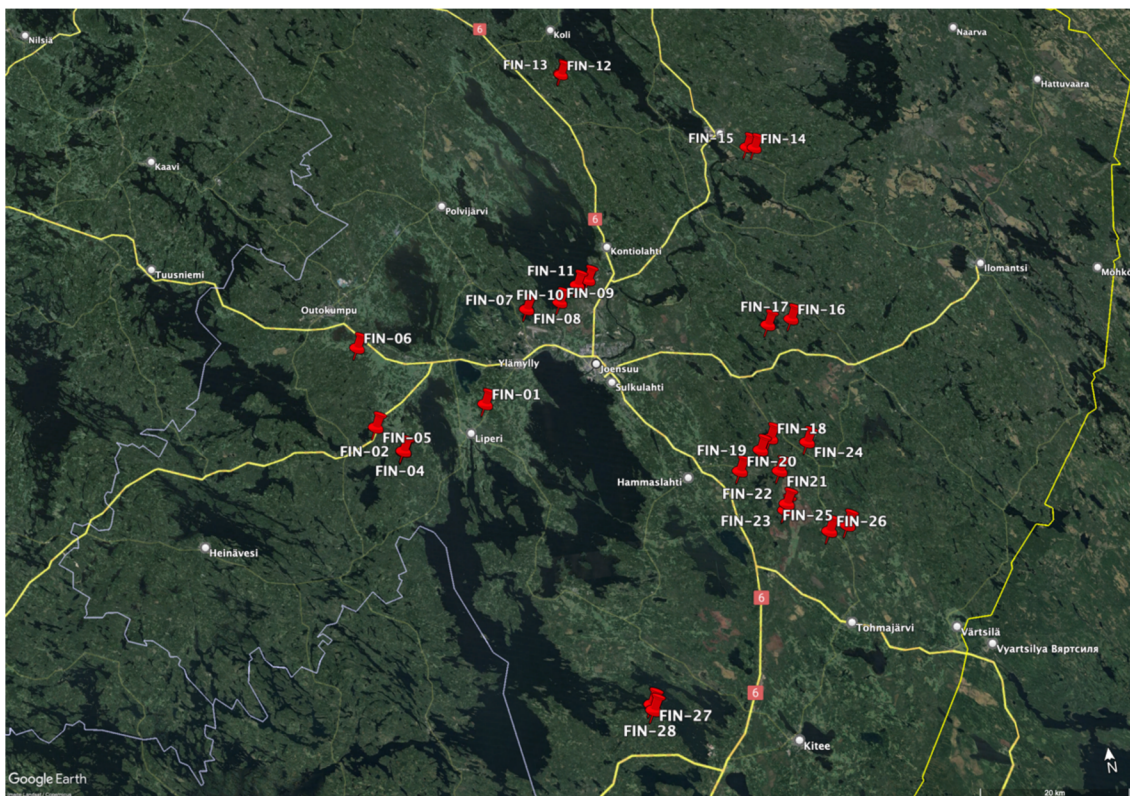 6
Koli
Naarva
Nilsiä
FIN-13
FIN-12
Hattuvaara
FIN-15
FIN-14
Kaavi
Polvijärvi
6
Kontiolahti
Ilomantsi
Möhkö
Tuusniemi
FIN-11
FIN-07
FIN-10
FIN-09
FIN-08
FIN-17
FIN-16
Outokumpu
FIN-06
Ylämylly
Joensuu
Sulkulahti
FIN-01
Liperi
FIN-05
FIN-02
FIN-04
FIN-18
FIN-19
FIN-24
FIN-20
Hammaslahti
FIN21
FIN-22
FIN-23
FIN-25
FIN-26
Heinävesi
6
Tohmajärvi
Värtsilä
Vyartsilya Вяртсиля
6
FIN-27
FIN-28
Kitee
N
Google Earth
Image Landsat / Copernicus
20 km